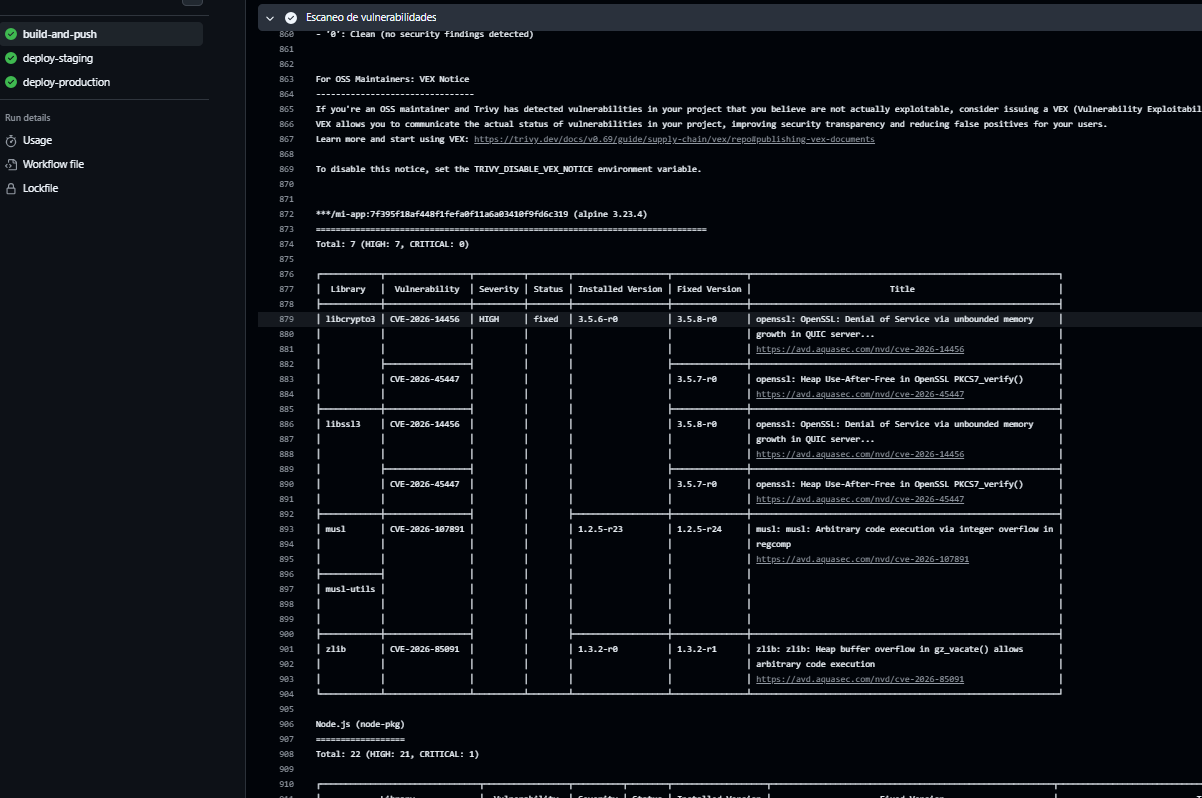 build-and-push
deploy-staging
deploy-production
Run details
Usage
Workflow file
Lockfile
Escaneo de vulnerabilidades
860 - '0': Clean (no security findings detected)
861
862
863 For OSS Maintainers: VEX Notice
864 --------------------------------
865 If you're an OSS maintainer and Trivy has detected vulnerabilities in your project that you believe are not actually exploitable, consider issuing a VEX (Vulnerability Exploitabil
866 VEX allows you to communicate the actual status of vulnerabilities in your project, improving security transparency and reducing false positives for your users.
867 Learn more and start using VEX: https://trivy.dev/docs/v0.69/guide/supply-chain/vex/repo#publishing-vex-documents
868
869 To disable this notice, set the TRIVY_DISABLE_VEX_NOTICE environment variable.
870
871
872 ***/mi-app:7f395f18af448f1fefa0f11a6a03410f9fd6c319 (alpine 3.23.4)
873 ===============================================================================
874 Total: 7 (HIGH: 7, CRITICAL: 0)
875
876
877 Library Vulnerability Severity Status Installed Version Fixed Version Title
878
879 libcrypto3 CVE-2026-14456 HIGH fixed 3.5.6-r0 3.5.8-r0 openssl: OpenSSL: Denial of Service via unbounded memory
880 growth in QUIC server...
881 https://avd.aquasec.com/nvd/cve-2026-14456
882
883 CVE-2026-45447 3.5.7-r0 openssl: Heap Use-After-Free in OpenSSL PKCS7_verify()
884 https://avd.aquasec.com/nvd/cve-2026-45447
885
886 libssl3 CVE-2026-14456 3.5.8-r0 openssl: OpenSSL: Denial of Service via unbounded memory
887 growth in QUIC server...
888 https://avd.aquasec.com/nvd/cve-2026-14456
889
890 CVE-2026-45447 3.5.7-r0 openssl: Heap Use-After-Free in OpenSSL PKCS7_verify()
891 https://avd.aquasec.com/nvd/cve-2026-45447
892
893 musl CVE-2026-107891 1.2.5-r23 1.2.5-r24 musl: musl: Arbitrary code execution via integer overflow in
894 regcomp
895 https://avd.aquasec.com/nvd/cve-2026-107891
896
897 musl-utils
898
899
900
901 zlib CVE-2026-85091 1.3.2-r0 1.3.2-r1 zlib: zlib: Heap buffer overflow in gz_vacate() allows
902 arbitrary code execution
903 https://avd.aquasec.com/nvd/cve-2026-85091
904
905
906 Node.js (node-pkg)
907 ==================
908 Total: 22 (HIGH: 21, CRITICAL: 1)
909
910